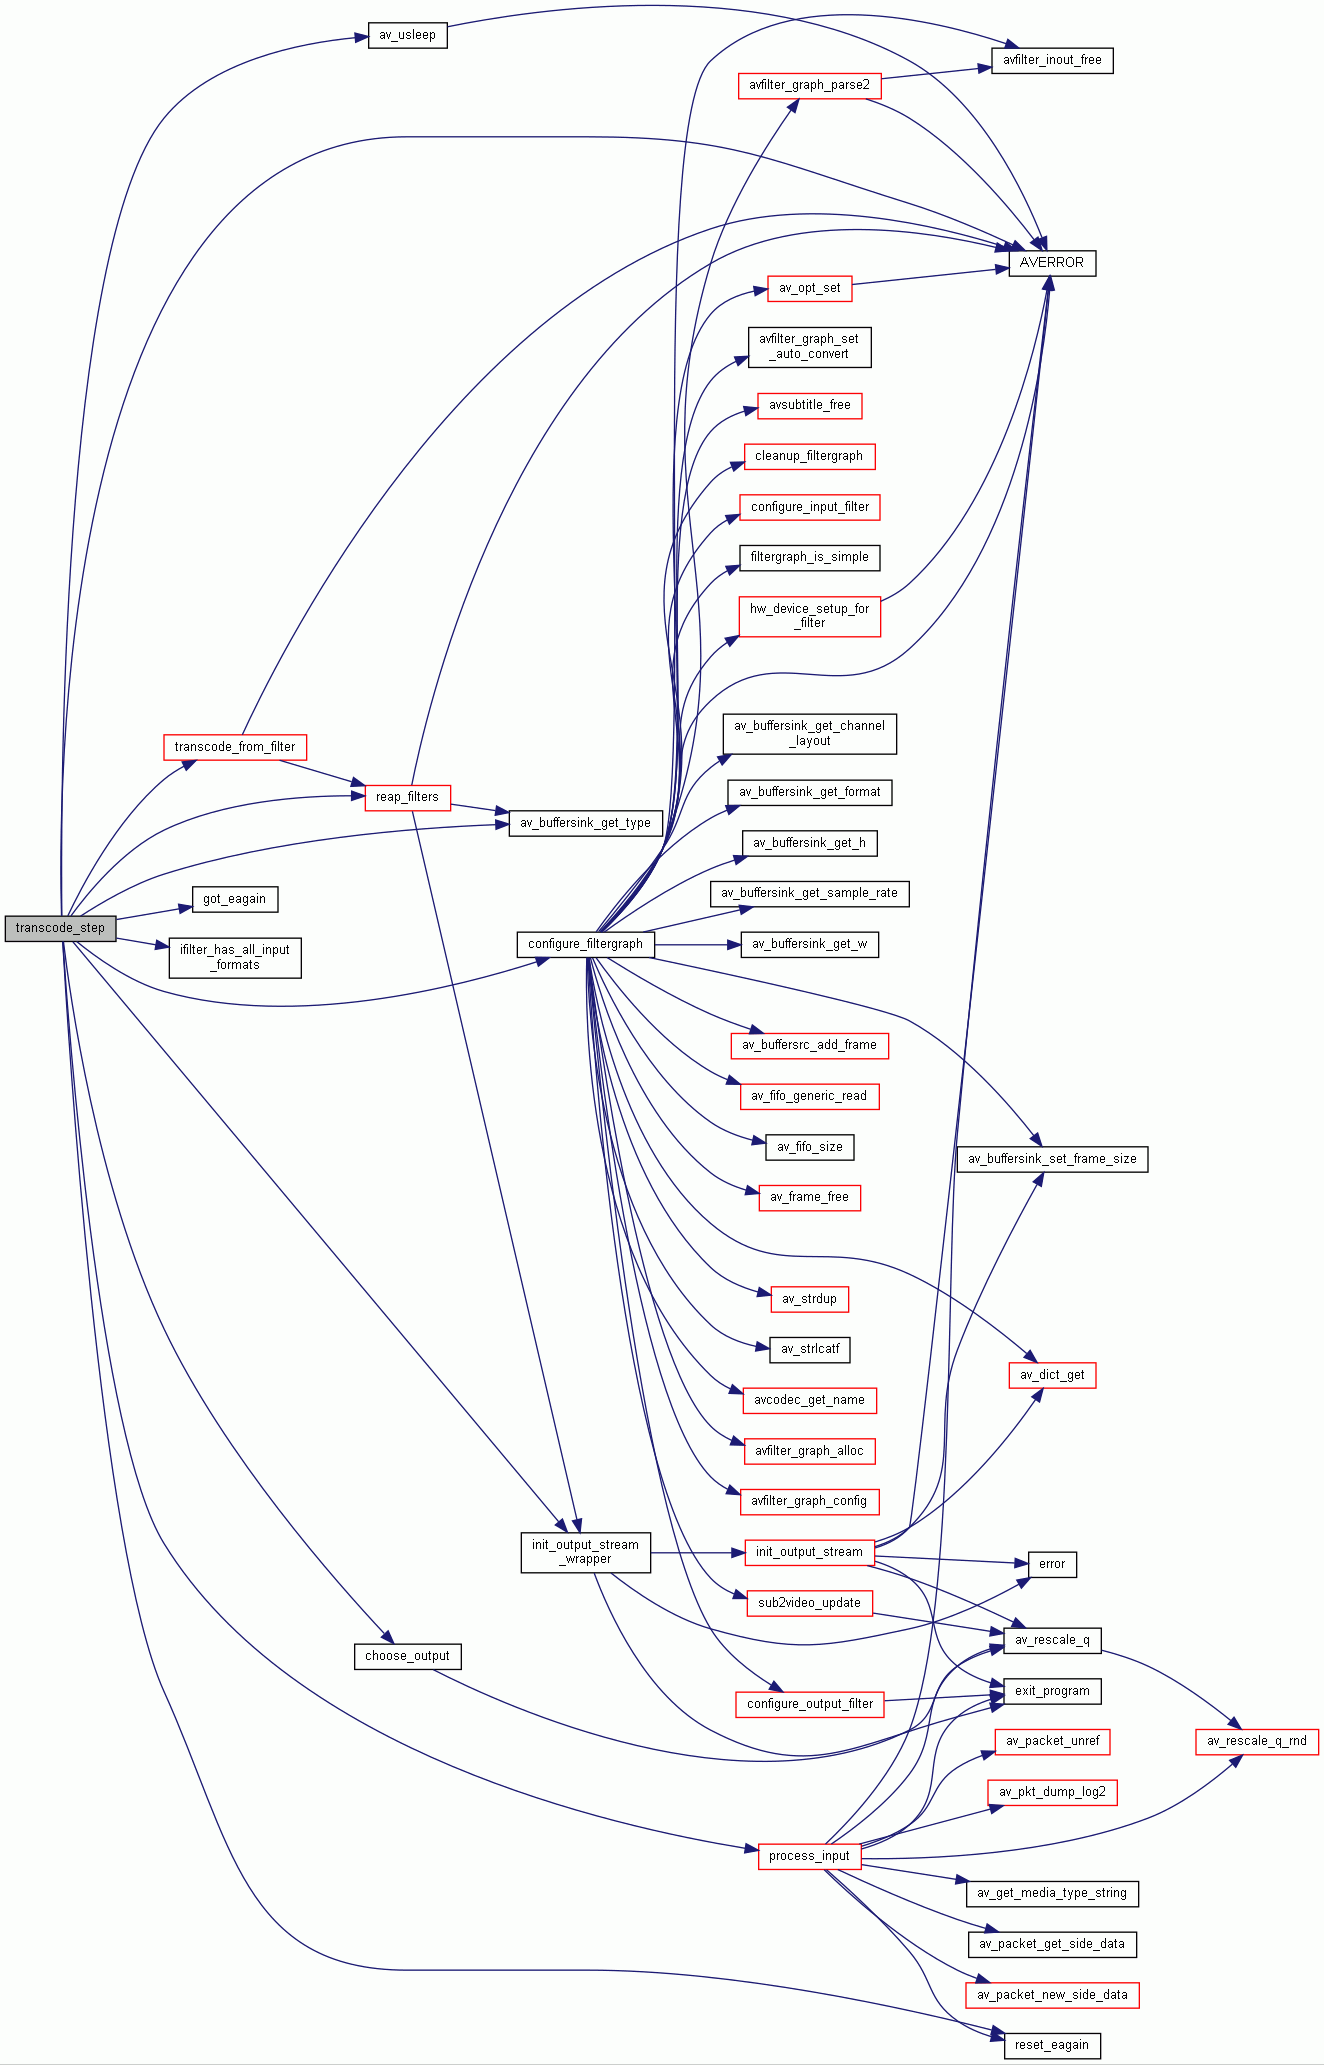 av_usleep
avfilter_inout_free
avfilter_graph_parse2
AVERROR
av_opt_set
avfilter_graph_set
_auto_convert
avsubtitle_free
cleanup_filtergraph
configure_input_filter
filtergraph_is_simple
hw_device_setup_for
_filter
av_buffersink_get_channel
_layout
transcode_from_filter
reap_filters
av_buffersink_get_format
av_buffersink_get_type
av_buffersink_get_h
av_buffersink_get_sample_rate
got_eagain
transcode_step
ifilter_has_all_input
_formats
configure_filtergraph
av_buffersink_get_w
av_buffersrc_add_frame
av_fifo_generic_read
av_fifo_size
av_buffersink_set_frame_size
av_frame_free
av_strdup
av_strlcatf
av_dict_get
avcodec_get_name
avfilter_graph_alloc
avfilter_graph_config
init_output_stream
_wrapper
init_output_stream
error
sub2video_update
av_rescale_q
choose_output
exit_program
configure_output_filter
av_packet_unref
av_rescale_q_rnd
av_pkt_dump_log2
process_input
av_get_media_type_string
av_packet_get_side_data
av_packet_new_side_data
reset_eagain